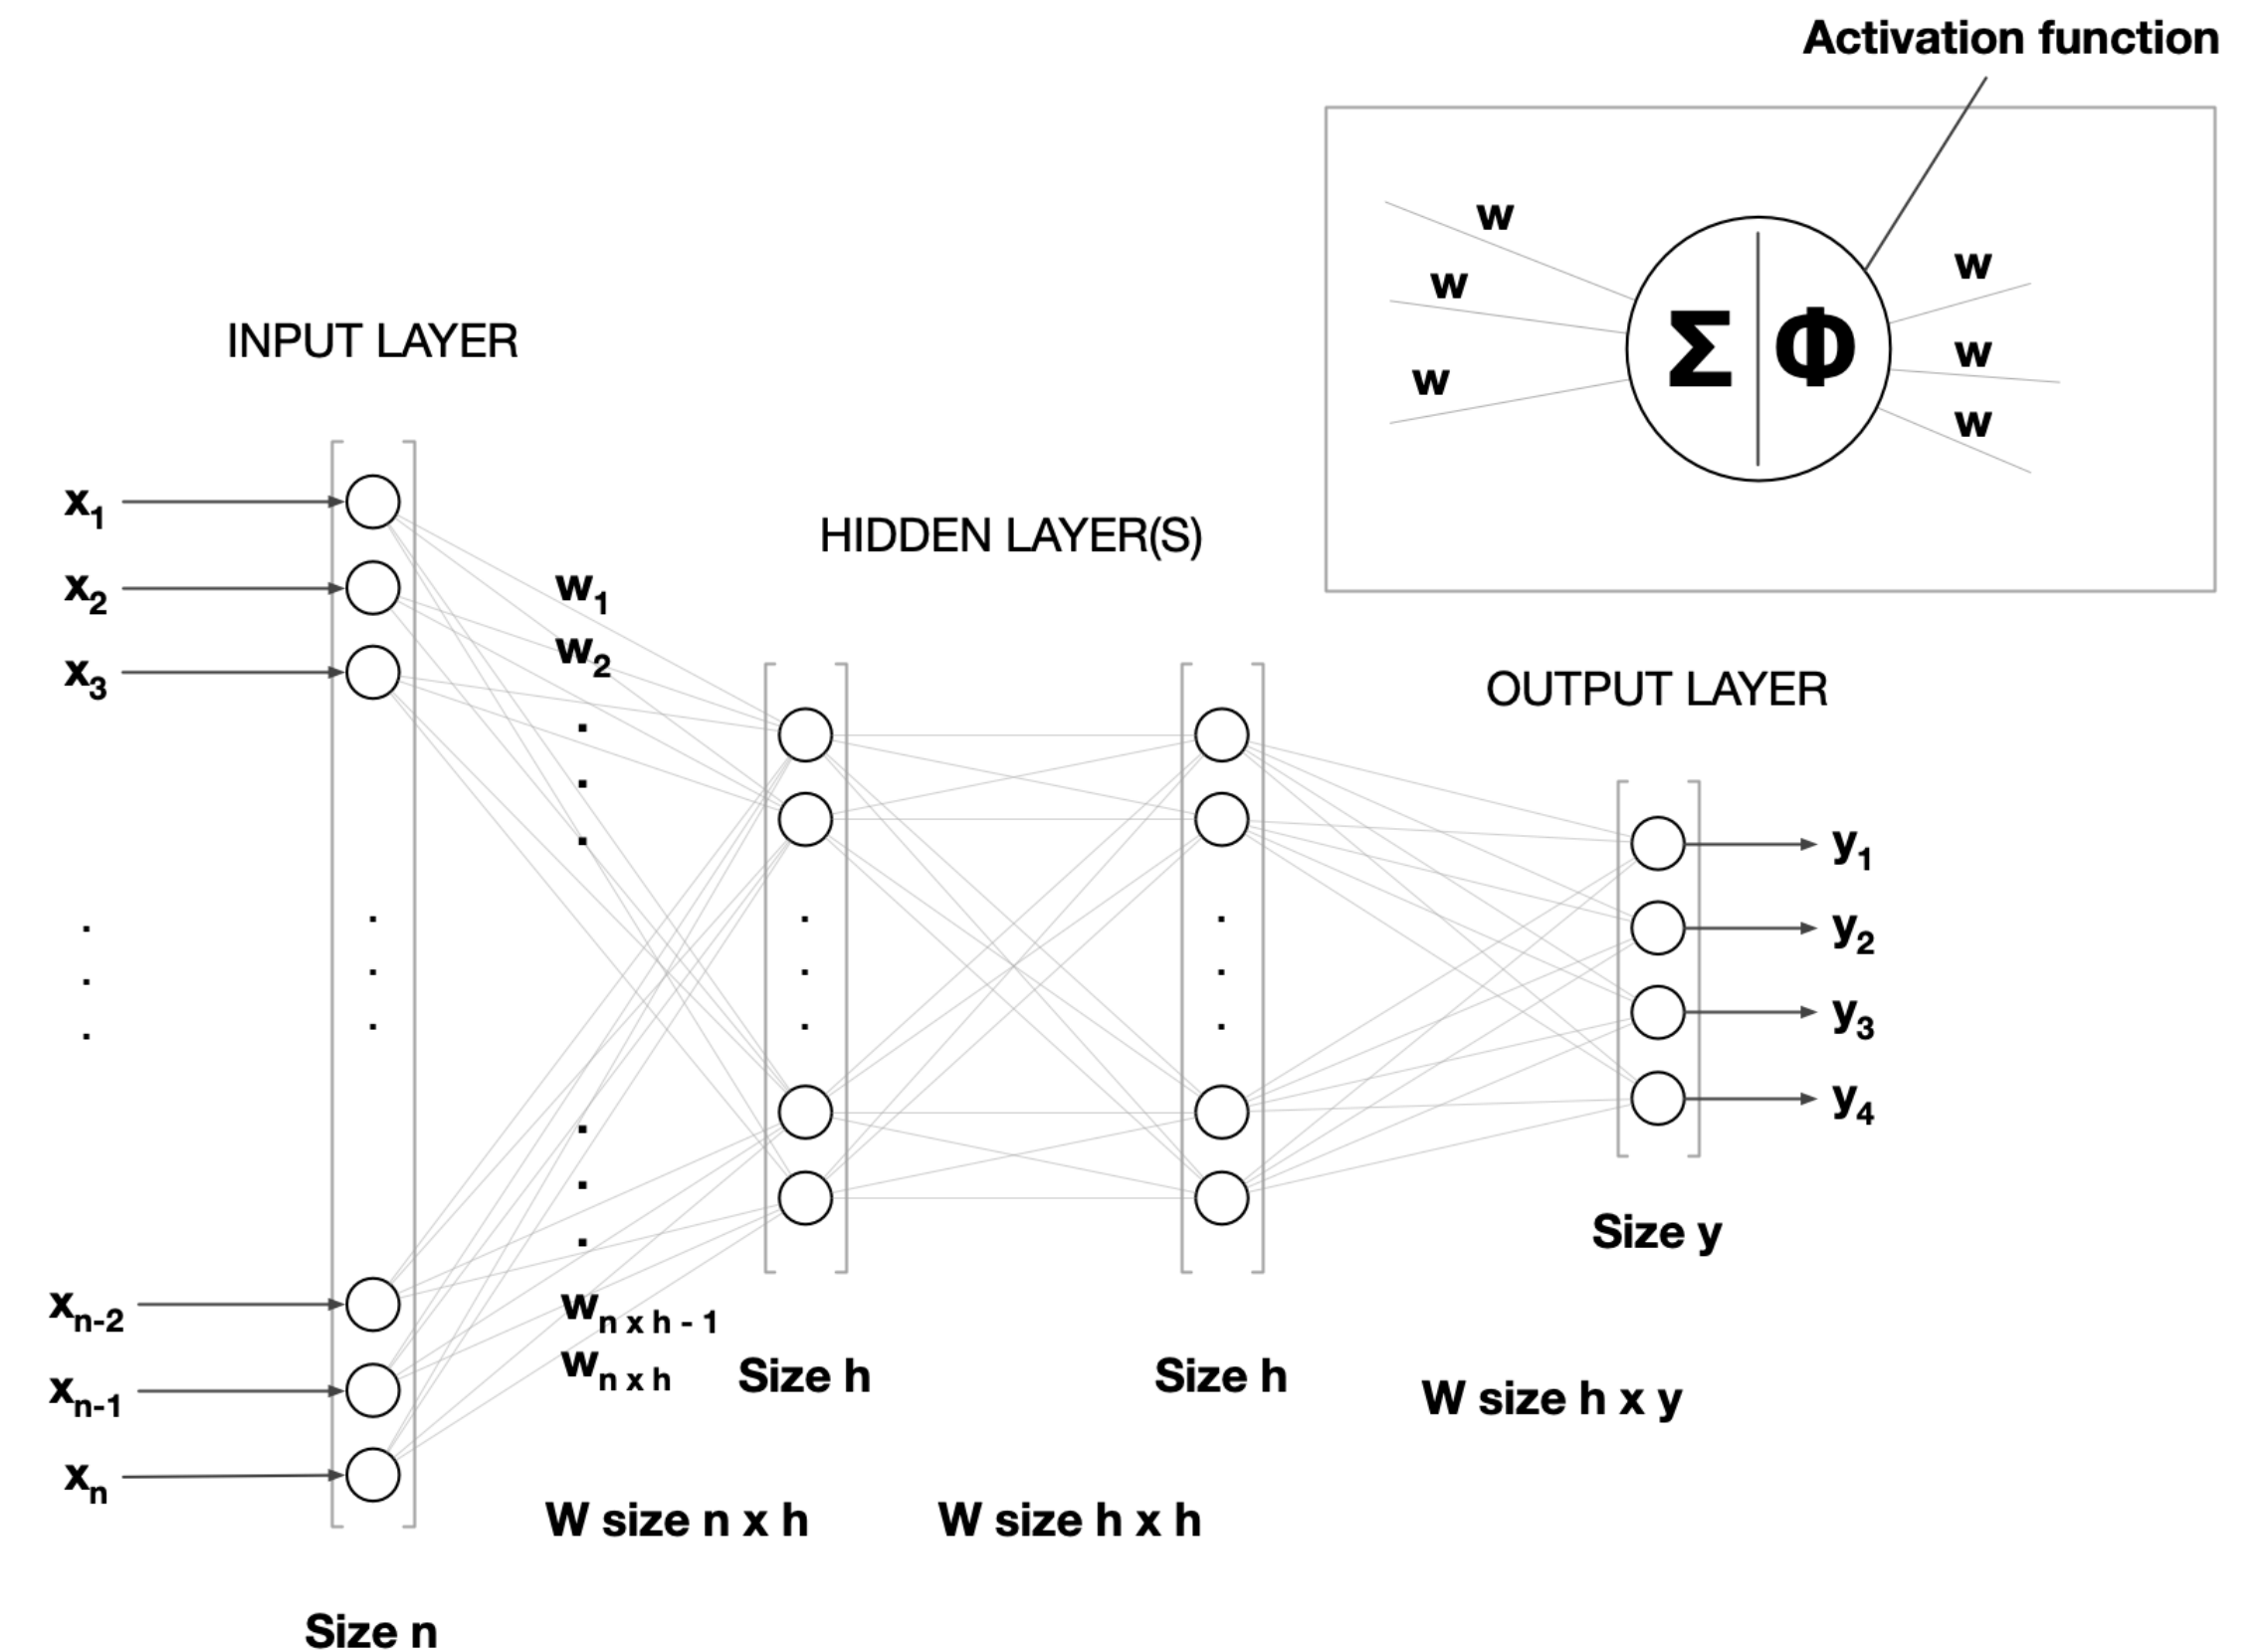 Activation function
w
w
w
Σ Φ
w
w
w
INPUT LAYER
x1
x2
x3
.
.
.
xn-2
xn-1
xn
.
.
.
Size n
w1
w2
.
.
.
.
.
.
wn x h - 1
wn x h
W size n x h
HIDDEN LAYER(S)
.
.
.
Size h
W size h x h
.
.
.
Size h
W size h x y
OUTPUT LAYER
y1
y2
y3
y4
Size y